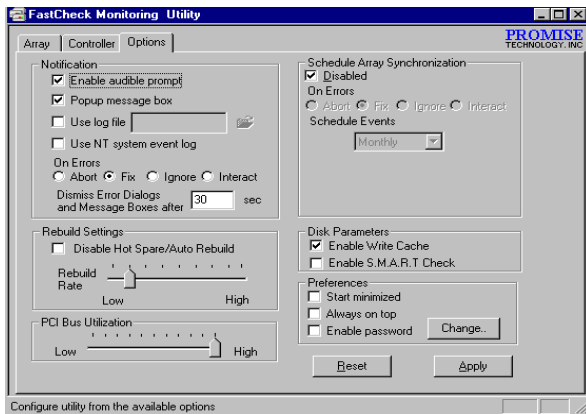 FastCheck Monitoring Utility
Array Controller Options
PROMISE
TECHNOLOGY, INC
Notification
Enable audible prompt
Popup message box
Use log file
Use NT system event log
On Errors
Abort Fix Ignore Interact
Dismiss Error Dialogs
and Message Boxes after 30 sec
Schedule Array Synchronization
Disabled
On Errors
Abort Fix Ignore Interact
Schedule Events
Monthly
Rebuild Settings
Disable Hot Spare/Auto Rebuild
Rebuild
Rate
Low High
Disk Parameters
Enable Write Cache
Enable S.M.A.R.T Check
PCI Bus Utilization
Low High
Preferences
Start minimized
Always on top
Enable password Change..
Reset Apply
Configure utility from the available options